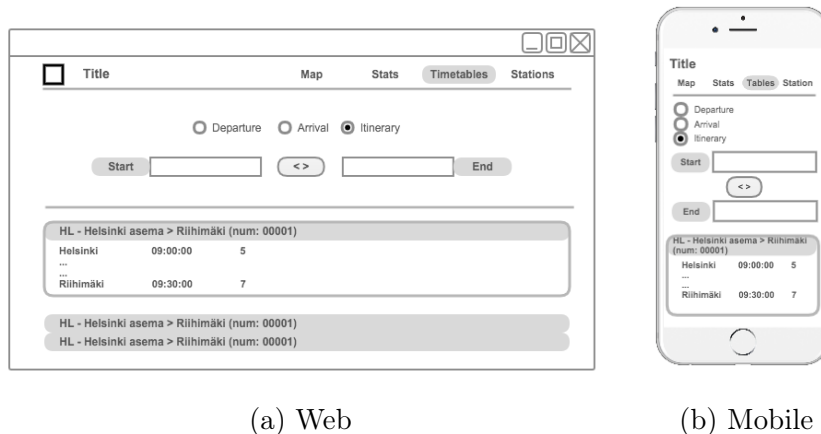 Title Map Stats Timetables Stations
Departure Arrival Itinerary
Start < > End
HL - Helsinki asema > Riihimäki (num: 00001)
Helsinki 09:00:00 5
...
...
Riihimäki 09:30:00 7
HL - Helsinki asema > Riihimäki (num: 00001)
HL - Helsinki asema > Riihimäki (num: 00001)
(a) Web
Title
Map Stats Tables Station
Departure
Arrival
Itinerary
Start
< >
End
HL - Helsinki asema > Riihimäki
(num: 00001)
Helsinki 09:00:00 5
...
...
Riihimäki 09:30:00 7
(b) Mobile